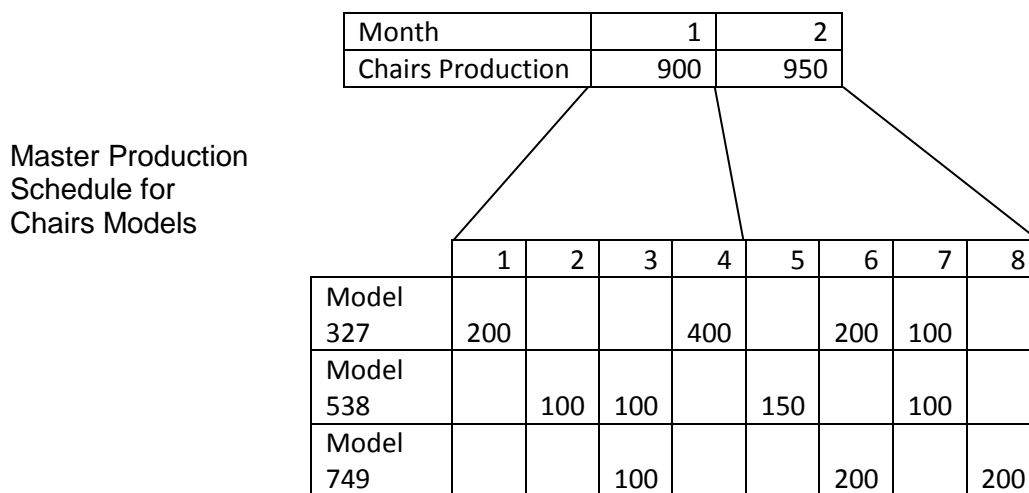 Month 1 2
Chairs Production 900 950
Master Production
Schedule for
Chairs Models
1 2 3 4 5 6 7 8
Model
327 200 400 200 100
Model
538 100 100 150 100
Model
749 100 200 200